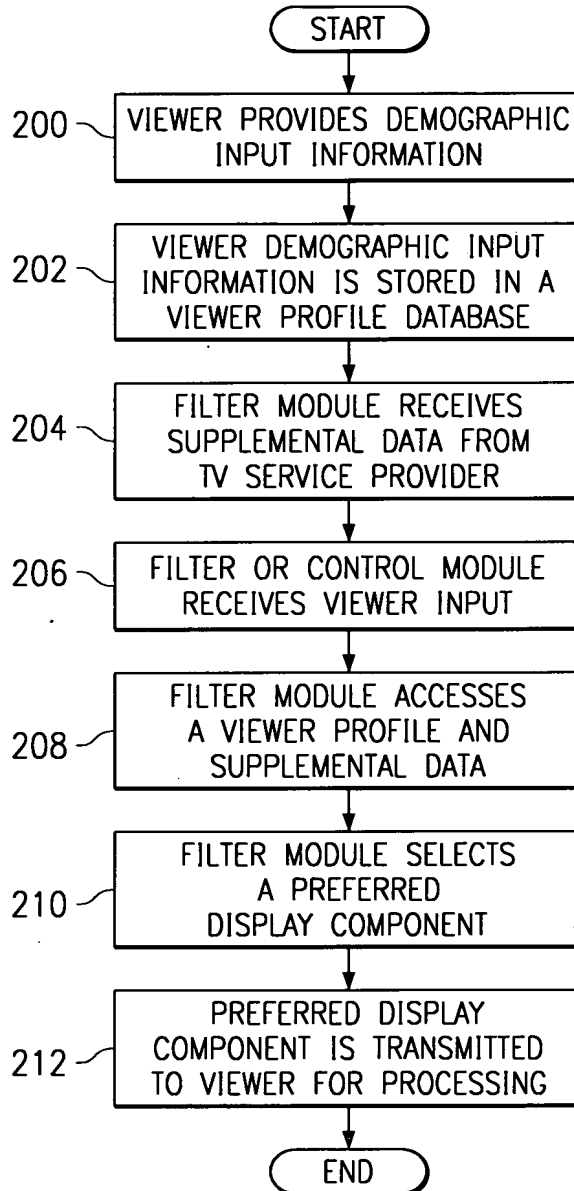 START
200
VIEWER PROVIDES DEMOGRAPHIC
INPUT INFORMATION
202
VIEWER DEMOGRAPHIC INPUT
INFORMATION IS STORED IN A
VIEWER PROFILE DATABASE
204
FILTER MODULE RECEIVES
SUPPLEMENTAL DATA FROM
TV SERVICE PROVIDER
206
FILTER OR CONTROL MODULE
RECEIVES VIEWER INPUT
208
FILTER MODULE ACCESSES
A VIEWER PROFILE AND
SUPPLEMENTAL DATA
210
FILTER MODULE SELECTS
A PREFERRED
DISPLAY COMPONENT
212
PREFERRED DISPLAY
COMPONENT IS TRANSMITTED
TO VIEWER FOR PROCESSING
END